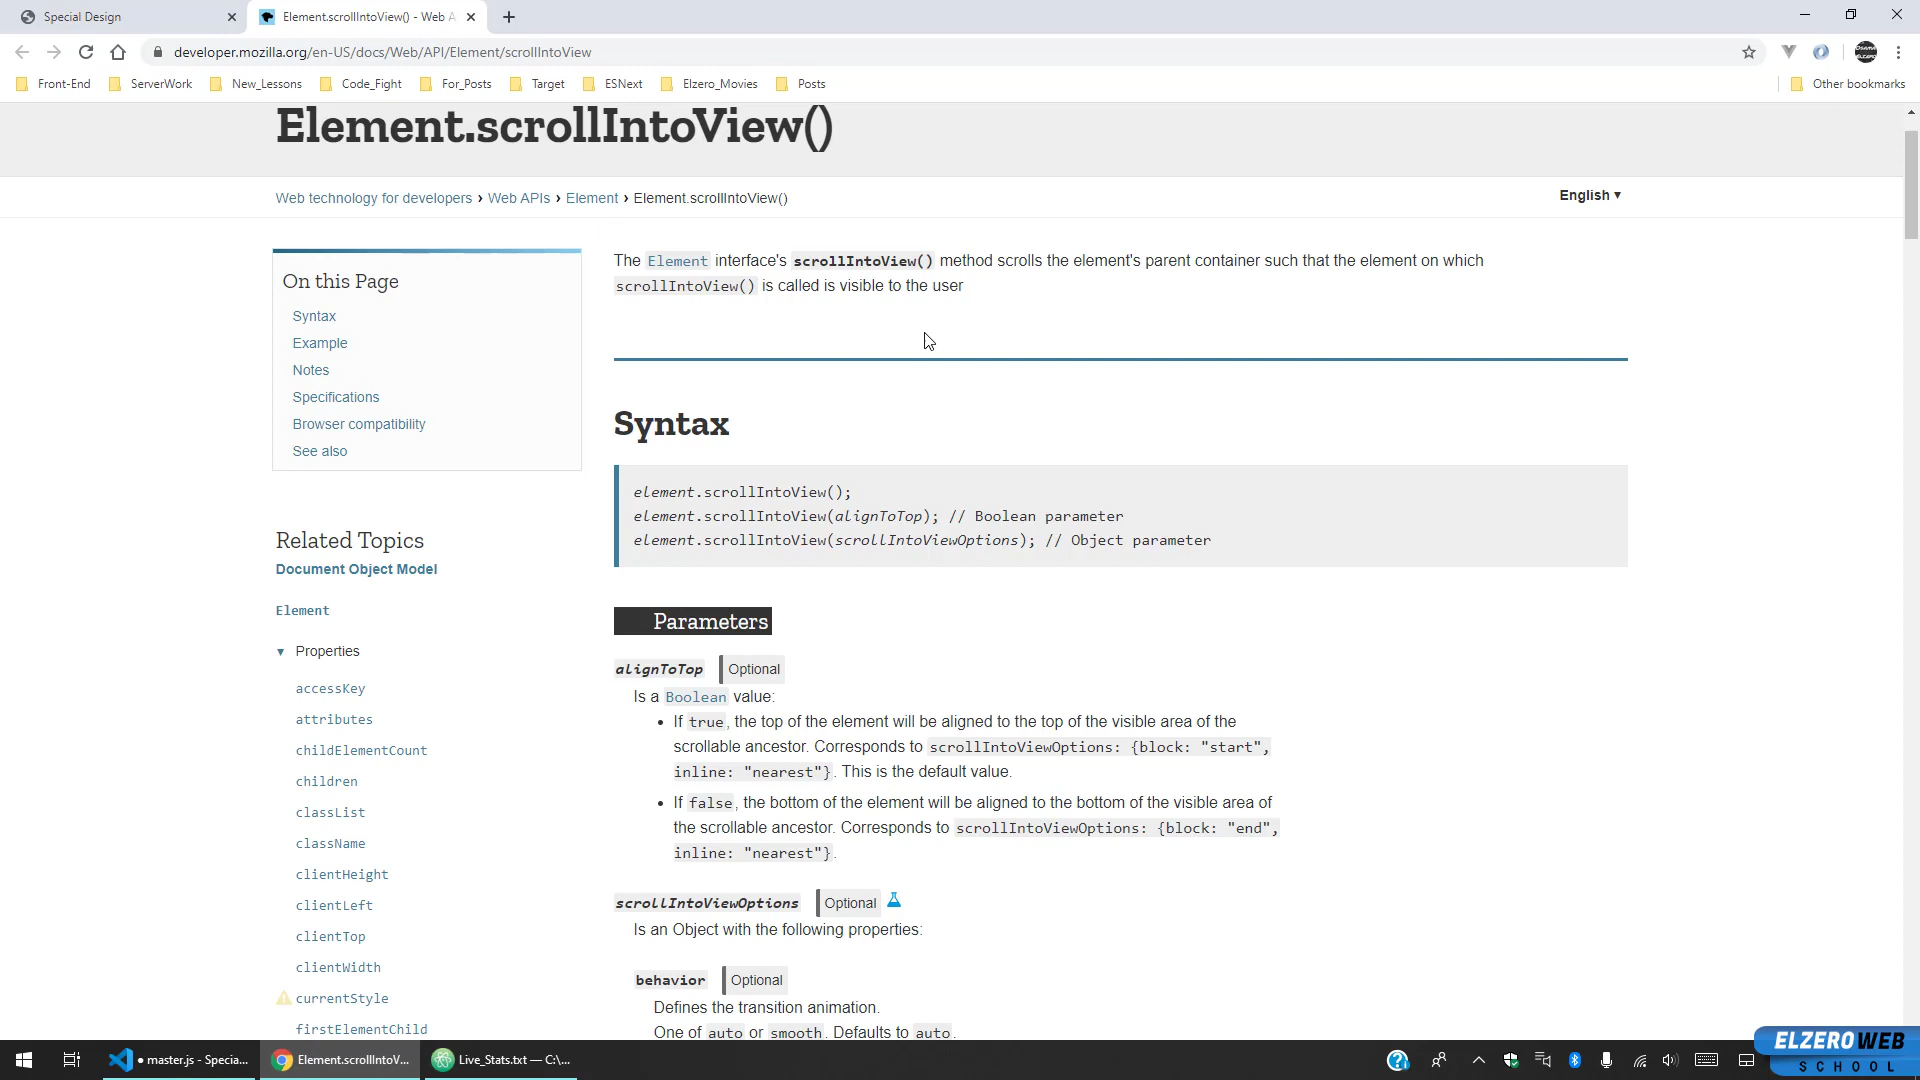 Special Design
Element.scrollIntoView() - Web A
developer.mozilla.org/en-US/docs/Web/API/Element/scrollIntoView
Front-End
ServerWork
New_Lessons
Code_Fight
For_Posts
Target
ESNext
Elzero_Movies
Posts
Other bookmarks
Element.scrollIntoView()
Web technology for developers › Web APIs › Element › Element.scrollIntoView()
English ▾
On this Page
Syntax
Example
Notes
Specifications
Browser compatibility
See also
Related Topics
Document Object Model
Element
Properties
accessKey
attributes
childElementCount
children
classList
className
clientHeight
clientLeft
clientTop
clientWidth
currentStyle
firstElementChild
The Element interface's scrollIntoView() method scrolls the element's parent container such that the element on which
scrollIntoView() is called is visible to the user
Syntax
element.scrollIntoView();
element.scrollIntoView(alignToTop); // Boolean parameter
element.scrollIntoView(scrollIntoViewOptions); // Object parameter
Parameters
alignToTop Optional
Is a Boolean value:
• If true, the top of the element will be aligned to the top of the visible area of the
scrollable ancestor. Corresponds to scrollIntoViewOptions: {block: "start",
inline: "nearest"}. This is the default value.
• If false, the bottom of the element will be aligned to the bottom of the visible area of
the scrollable ancestor. Corresponds to scrollIntoViewOptions: {block: "end",
inline: "nearest"}.
scrollIntoViewOptions Optional
Is an Object with the following properties:
behavior Optional
Defines the transition animation.
One of auto or smooth. Defaults to auto.
● master.js - Specia...
Element.scrollIntoV...
Live_Stats.txt — C:\...
ELZEROWEB
SCHOOL